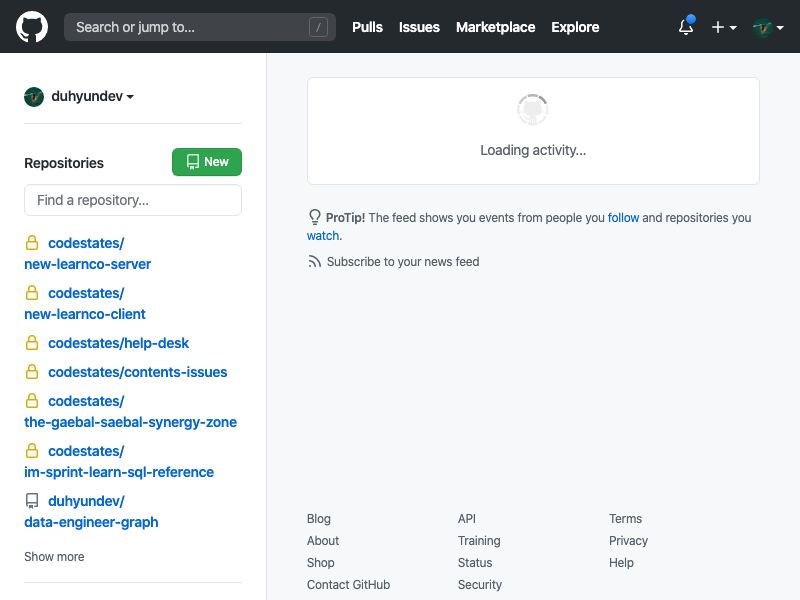 Search or jump to... /
Pulls Issues Marketplace Explore
duhyundev
Repositories
New
Find a repository...
codestates/
new-learnco-server
codestates/
new-learnco-client
codestates/help-desk
codestates/contents-issues
codestates/
the-gaebal-saebal-synergy-zone
codestates/
im-sprint-learn-sql-reference
duhyundev/
data-engineer-graph
Show more
Loading activity...
ProTip! The feed shows you events from people you follow and repositories you
watch.
Subscribe to your news feed
Blog
About
Shop
Contact GitHub
API
Training
Status
Security
Terms
Privacy
Help